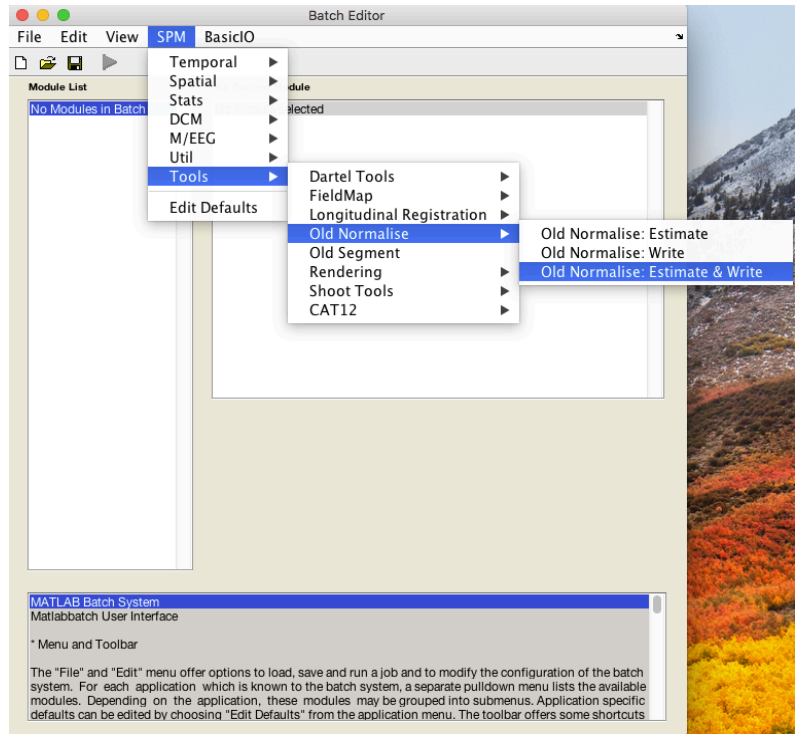 Batch Editor
File Edit View SPM BasicIO
Module List
dule
No Modules in Batch
elected
Temporal
Spatial
Stats
DCM
M/EEG
Util
Tools
Edit Defaults
Dartel Tools
FieldMap
Longitudinal Registration
Old Normalise
Old Segment
Rendering
Shoot Tools
CAT12
Old Normalise: Estimate
Old Normalise: Write
Old Normalise: Estimate & Write
MATLAB Batch System
Matlabbatch User Interface
* Menu and Toolbar
The "File" and "Edit" menu offer options to load, save and run a job and to modify the configuration of the batch
system. For each application which is known to the batch system, a separate pulldown menu lists the available
modules. Depending on the application, these modules may be grouped into submenus. Application specific
defaults can be edited by choosing "Edit Defaults" from the application menu. The toolbar offers some shortcuts